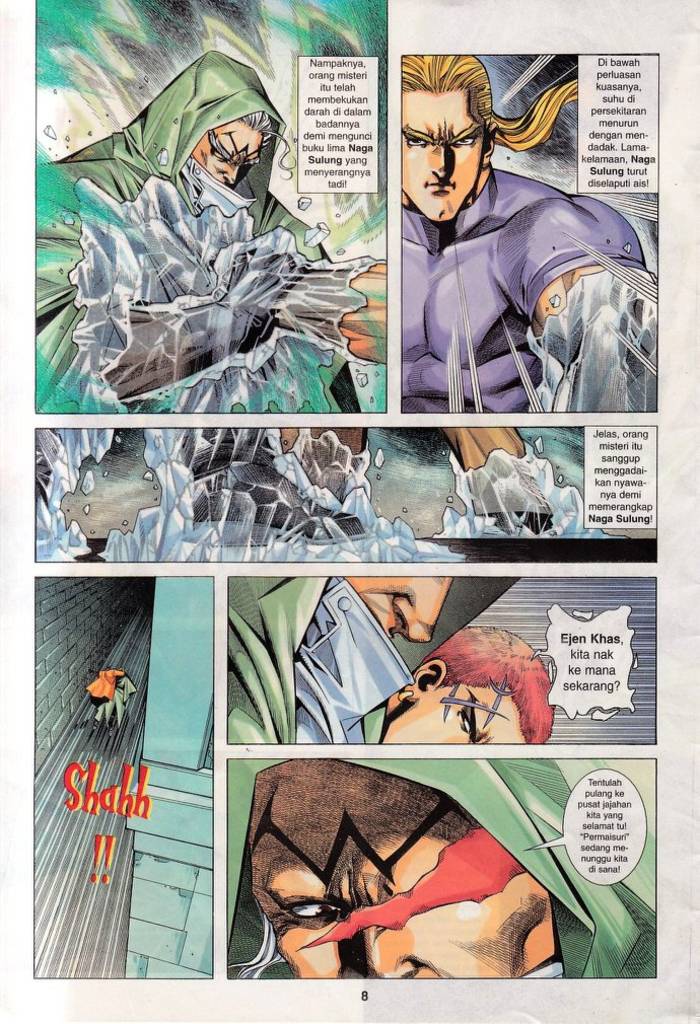 Nampaknya,
orang misteri
itu telah
membekukan
darah di dalam
badannya
demi mengunci
buku lima Naga
Sulung yang
menyerangnya
tadi!
Di bawah
perluasan
kuasanya,
suhu di
persekitaran
menurun
dengan men-
dadak. Lama-
kelamaan, Naga
Sulung turut
diselaputi ais!
Jelas, orang
misteri itu
sanggup
menggadai-
kan nyawa-
nya demi
memerangkap
Naga Sulung!
Shahh
!!
Ejen Khas,
kita nak
ke mana
sekarang?
Tentulah
pulang ke
pusat jajahan
kita yang
selamat tu!
"Permaisuri"
sedang me-
nunggu kita
di sana!
8